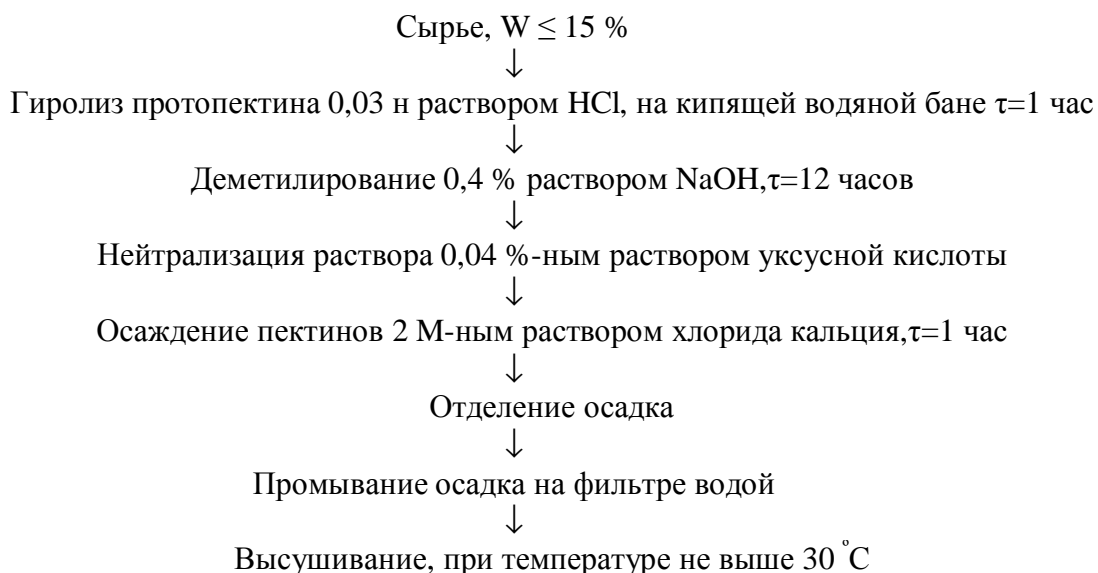 Сырье, W ≤ 15 %
↓
Гиролиз протопектина 0,03 н раствором HCl, на кипящей водяной бане τ=1 час
↓
Деметилирование 0,4 % раствором NaOH,τ=12 часов
↓
Нейтрализация раствора 0,04 %-ным раствором уксусной кислоты
↓
Осаждение пектинов 2 М-ным раствором хлорида кальция,τ=1 час
↓
Отделение осадка
↓
Промывание осадка на фильтре водой
↓
Высушивание, при температуре не выше 30 °С